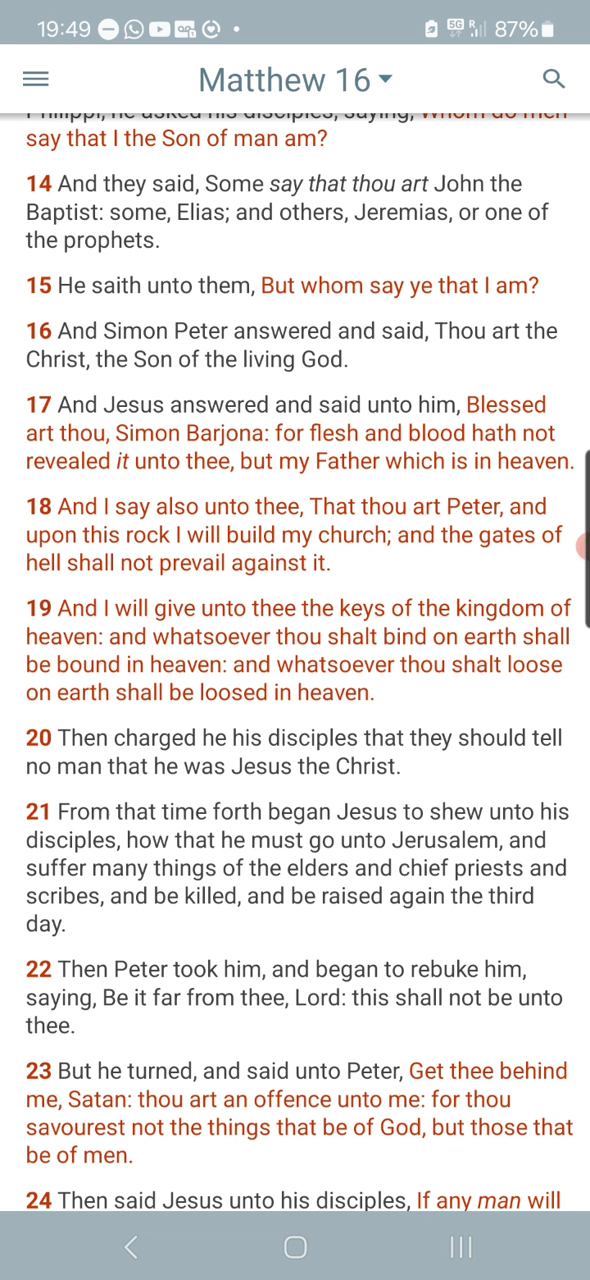 19:49 87%
Matthew 16
Philippi, he asked his disciples, saying, Whom do men
say that I the Son of man am?
14 And they said, Some say that thou art John the
Baptist: some, Elias; and others, Jeremias, or one of
the prophets.
15 He saith unto them, But whom say ye that I am?
16 And Simon Peter answered and said, Thou art the
Christ, the Son of the living God.
17 And Jesus answered and said unto him, Blessed
art thou, Simon Barjona: for flesh and blood hath not
revealed it unto thee, but my Father which is in heaven.
18 And I say also unto thee, That thou art Peter, and
upon this rock I will build my church; and the gates of
hell shall not prevail against it.
19 And I will give unto thee the keys of the kingdom of
heaven: and whatsoever thou shalt bind on earth shall
be bound in heaven: and whatsoever thou shalt loose
on earth shall be loosed in heaven.
20 Then charged he his disciples that they should tell
no man that he was Jesus the Christ.
21 From that time forth began Jesus to shew unto his
disciples, how that he must go unto Jerusalem, and
suffer many things of the elders and chief priests and
scribes, and be killed, and be raised again the third
day.
22 Then Peter took him, and began to rebuke him,
saying, Be it far from thee, Lord: this shall not be unto
thee.
23 But he turned, and said unto Peter, Get thee behind
me, Satan: thou art an offence unto me: for thou
savourest not the things that be of God, but those that
be of men.
24 Then said Jesus unto his disciples, If any man will